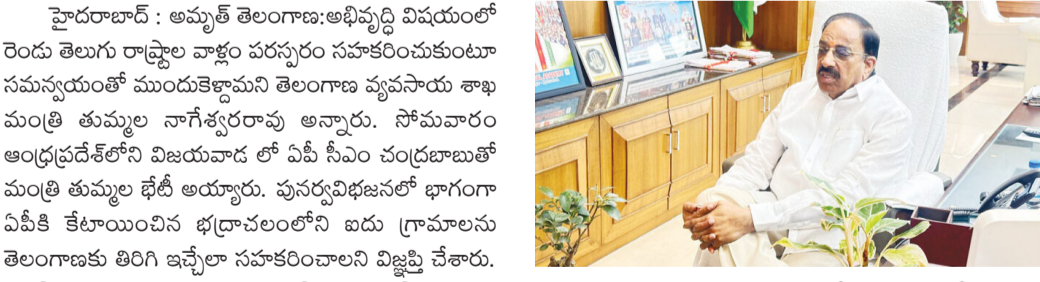 హైదరాబాద్ : అమృత్ తెలంగాణ:అభివృద్ధి విషయంలో
రెండు తెలుగు రాష్ట్రాల వాళ్లం పరస్పరం సహకరించుకుంటూ
సమన్వయంతో ముందుకెళ్దామని తెలంగాణ వ్యవసాయ శాఖ
మంత్రి తుమ్మల నాగేశ్వరరావు అన్నారు. సోమవారం
ఆంధ్రప్రదేశ్‌లోని విజయవాడ లో ఏపీ సీఎం చంద్రబాబుతో
మంత్రి తుమ్మల భేటీ అయ్యారు. పునర్విభజనలో భాగంగా
ఏపీకి కేటాయించిన భద్రాచలంలోని ఐదు గ్రామాలను
తెలంగాణకు తిరిగి ఇచ్చేలా సహకరించాలని విజ్ఞప్తి చేశారు.